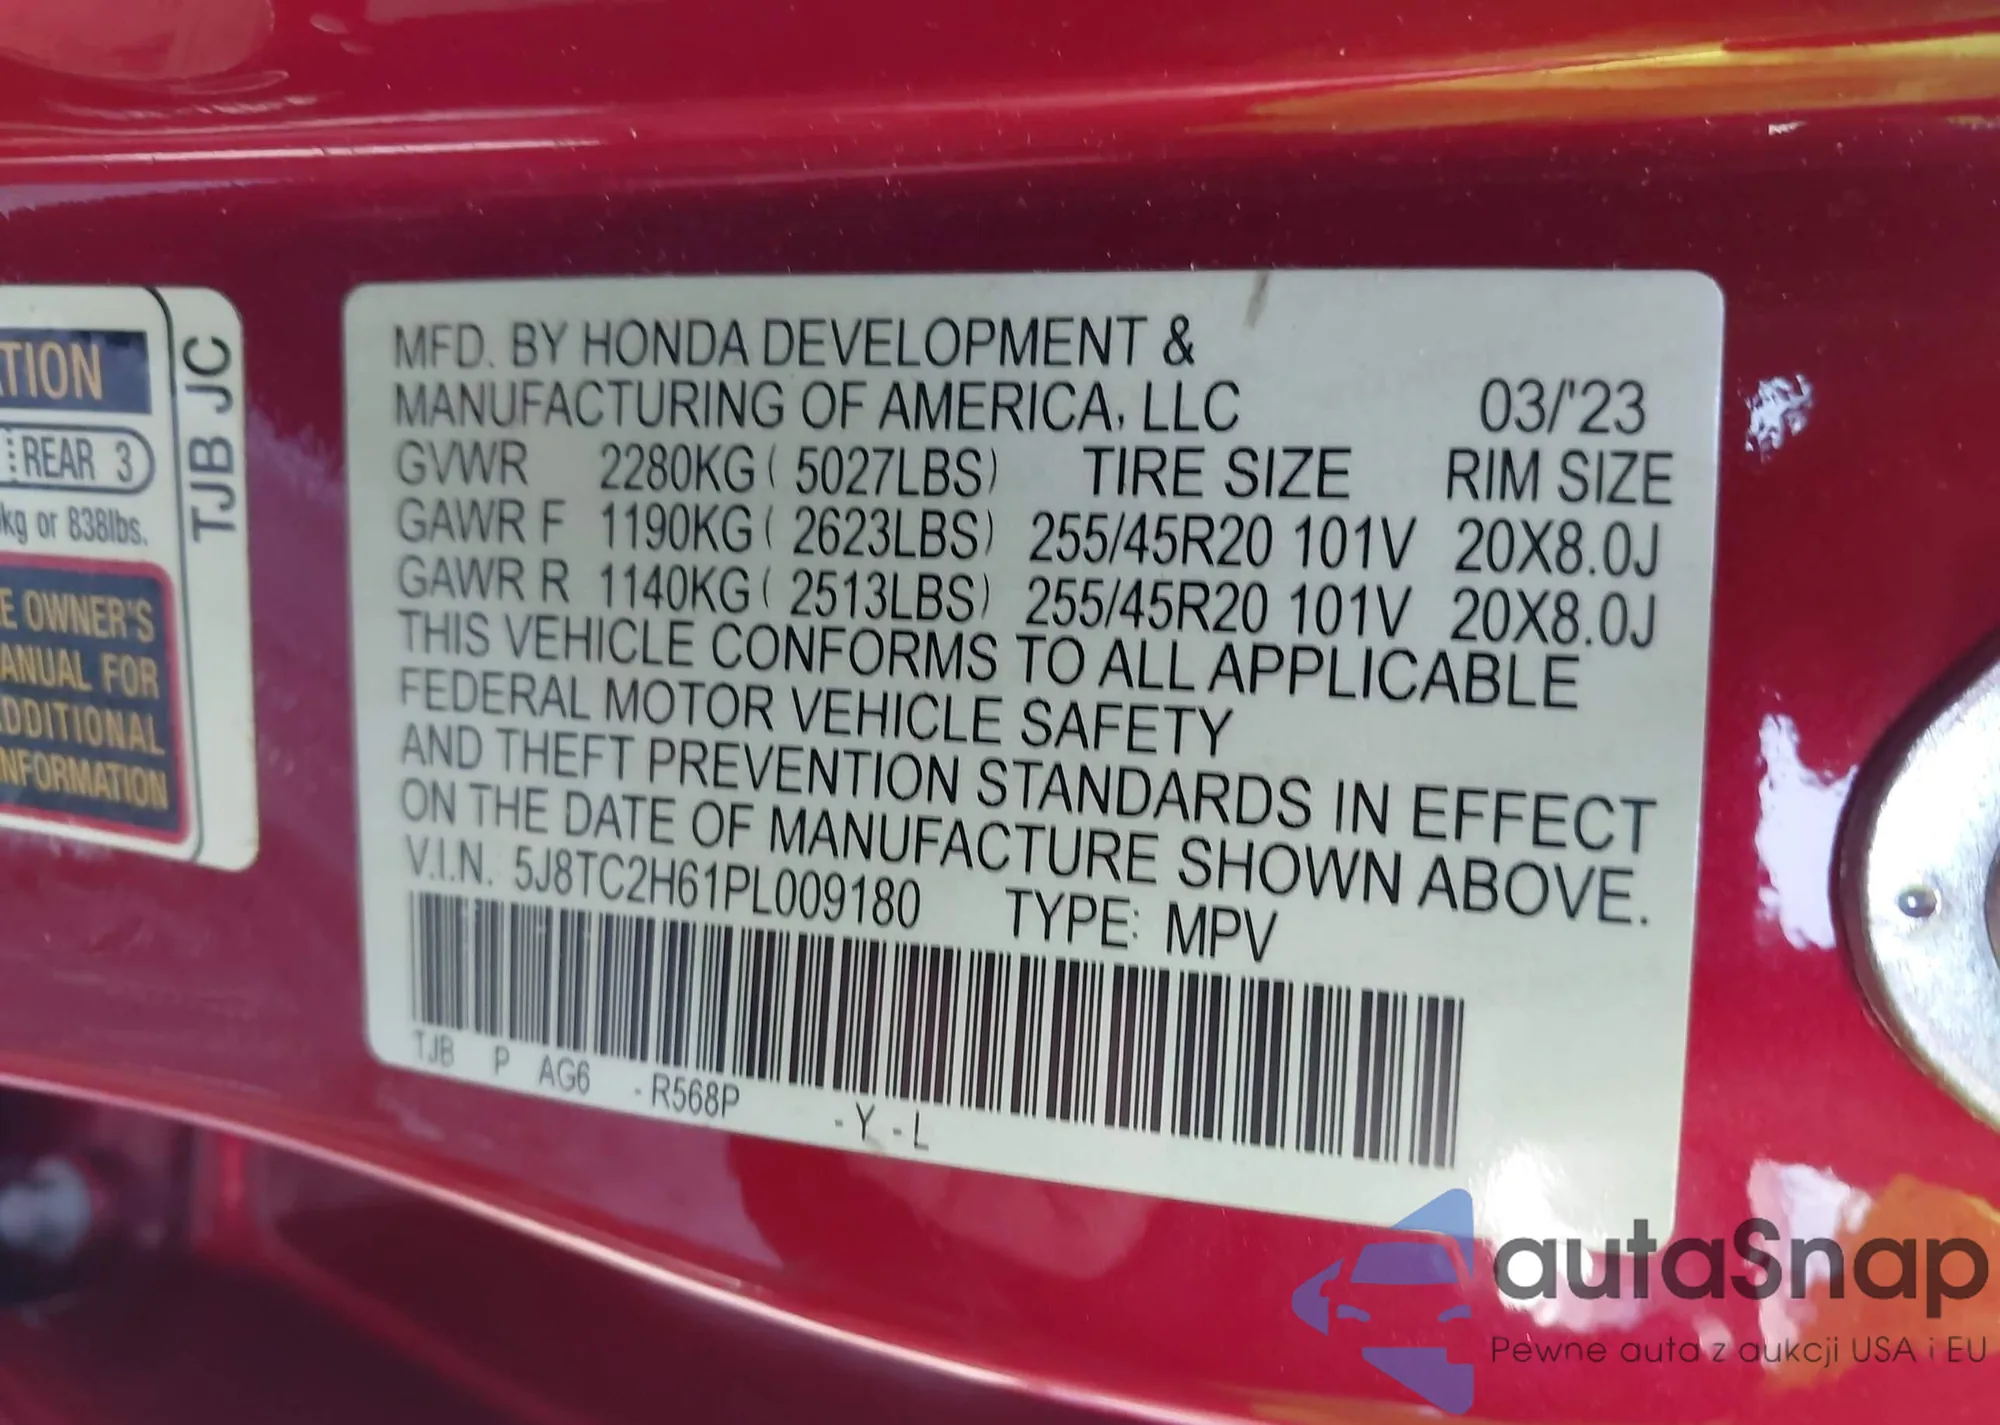 TION
REAR 3
kg or 838lbs.
E OWNER'S
ANUAL FOR
DDITIONAL
NFORMATION
TJB JC
MFD. BY HONDA DEVELOPMENT &
MANUFACTURING OF AMERICA, LLC 03/'23
GVWR 2280KG ( 5027LBS) TIRE SIZE RIM SIZE
GAWR F 1190KG ( 2623LBS) 255/45R20 101V 20X8.0J
GAWR R 1140KG ( 2513LBS) 255/45R20 101V 20X8.0J
THIS VEHICLE CONFORMS TO ALL APPLICABLE
FEDERAL MOTOR VEHICLE SAFETY
AND THEFT PREVENTION STANDARDS IN EFFECT
ON THE DATE OF MANUFACTURE SHOWN ABOVE.
V.I.N. 5J8TC2H61PL009180 TYPE: MPV
TJB P AG6 - R568P - Y - L
autaSnap
Pewne auta z aukcji USA i EU